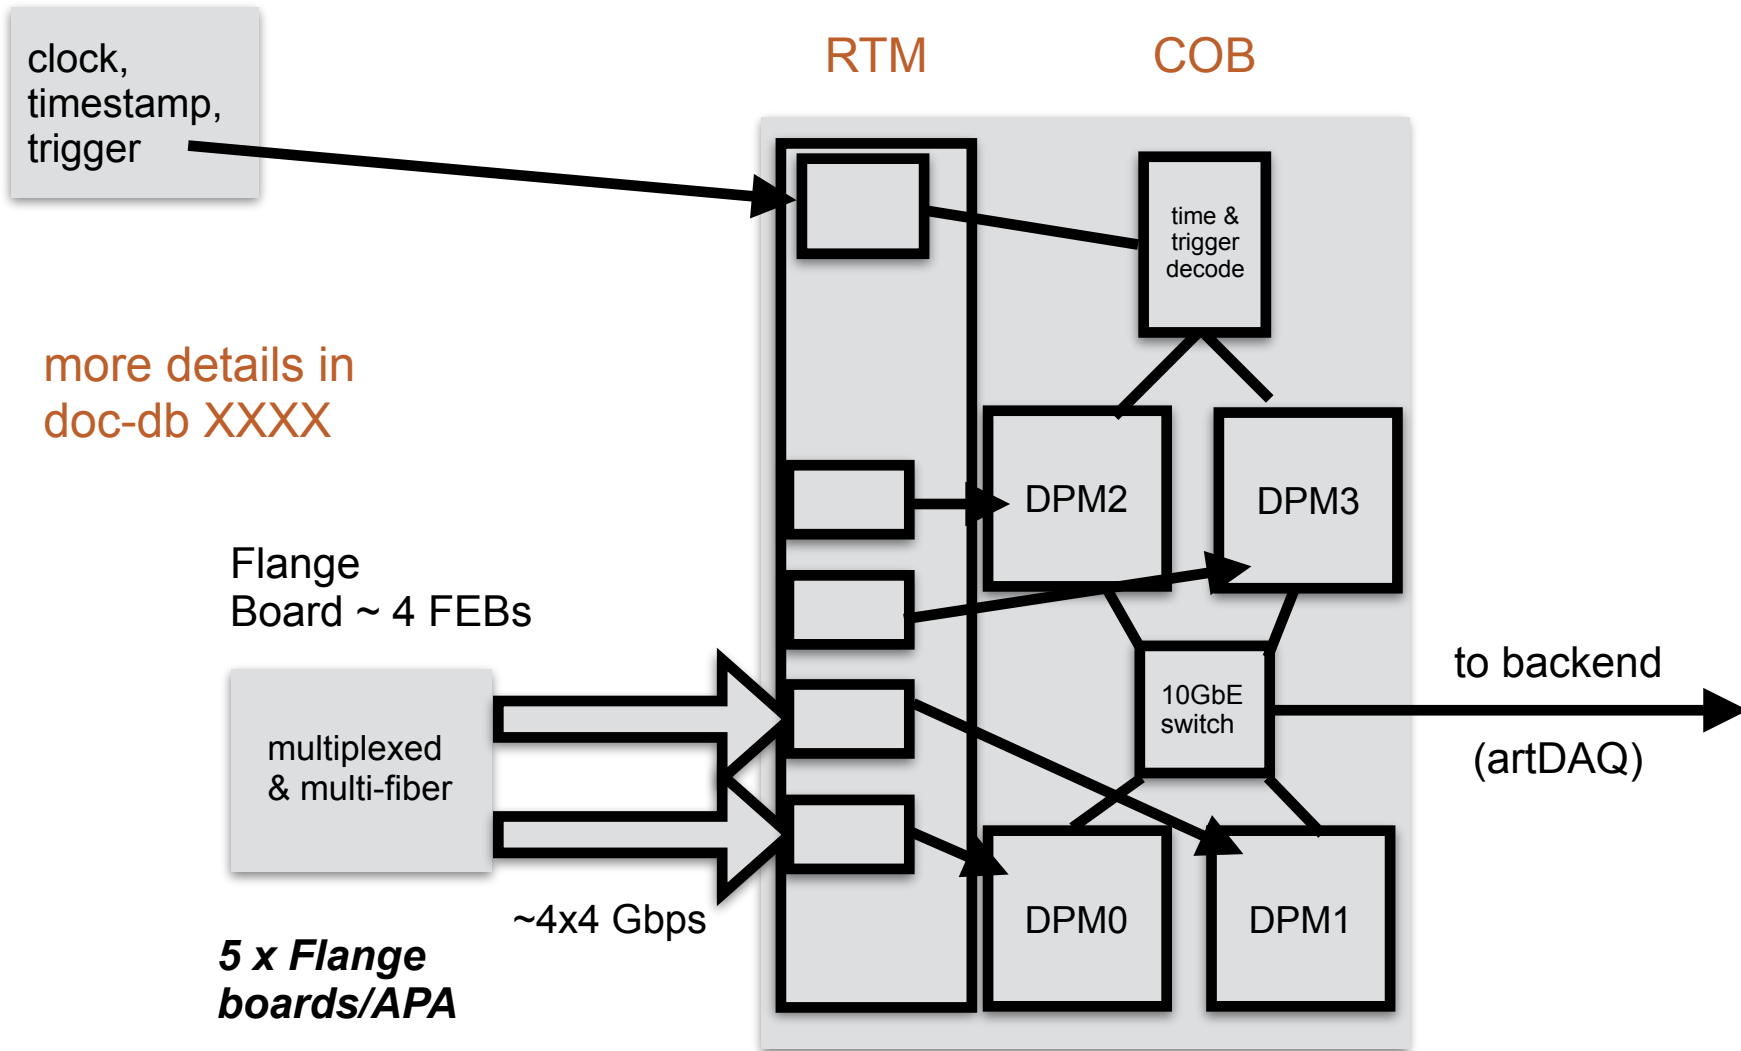 clock,
timestamp,
trigger
RTM
COB
time &
trigger
decode
more details in
doc-db XXXX
DPM2
DPM3
Flange
Board ~ 4 FEBs
multiplexed
& multi-fiber
10GbE
switch
to backend
(artDAQ)
~4x4 Gbps
DPM0
DPM1
5 x Flange
boards/APA